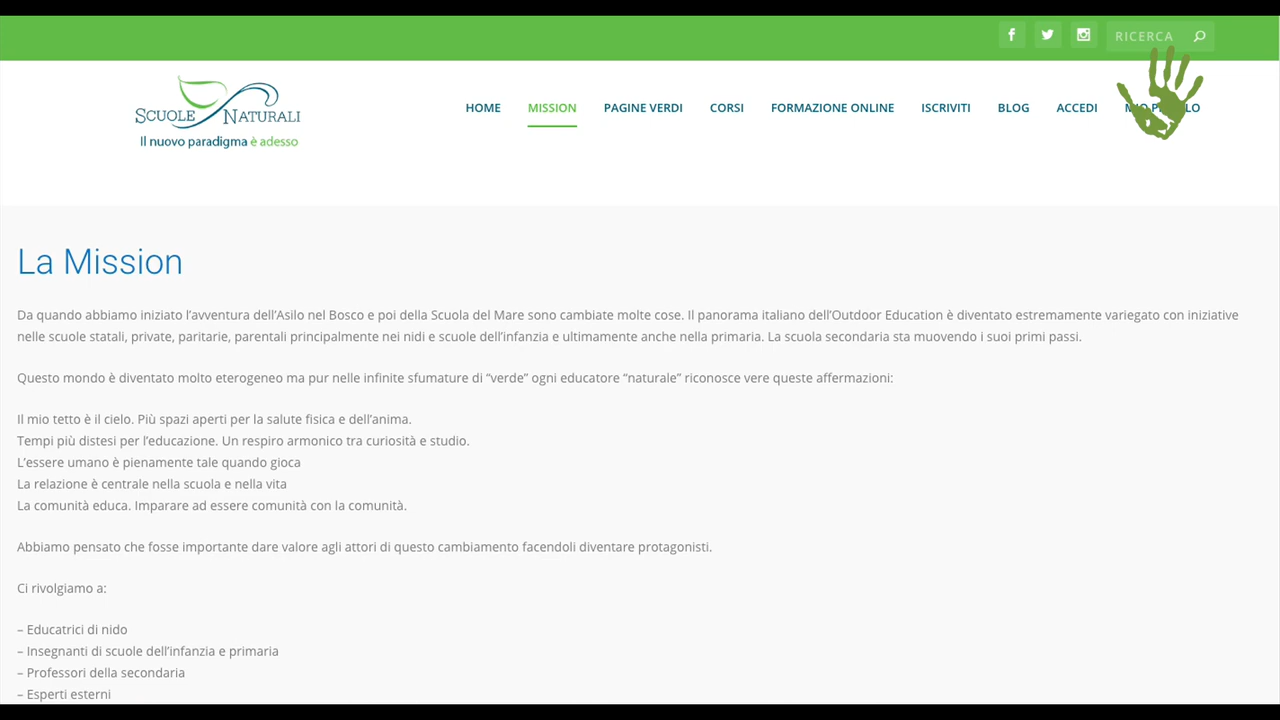 RICERCA
SCUOLE NATURALI
Il nuovo paradigma è adesso
HOME MISSION PAGINE VERDI CORSI FORMAZIONE ONLINE ISCRIVITI BLOG ACCEDI
La Mission
Da quando abbiamo iniziato l’avventura dell’Asilo nel Bosco e poi della Scuola del Mare sono cambiate molte cose. Il panorama italiano dell’Outdoor Education è diventato estremamente variegato con iniziative
nelle scuole statali, private, paritarie, parentali principalmente nei nidi e scuole dell’infanzia e ultimamente anche nella primaria. La scuola secondaria sta muovendo i suoi primi passi.
Questo mondo è diventato molto eterogeneo ma pur nelle infinite sfumature di “verde” ogni educatore “naturale” riconosce vere queste affermazioni:
Il mio tetto è il cielo. Più spazi aperti per la salute fisica e dell’anima.
Tempi più distesi per l’educazione. Un respiro armonico tra curiosità e studio.
L’essere umano è pienamente tale quando gioca
La relazione è centrale nella scuola e nella vita
La comunità educa. Imparare ad essere comunità con la comunità.
Abbiamo pensato che fosse importante dare valore agli attori di questo cambiamento facendoli diventare protagonisti.
Ci rivolgiamo a:
– Educatrici di nido
– Insegnanti di scuole dell’infanzia e primaria
– Professori della secondaria
– Esperti esterni